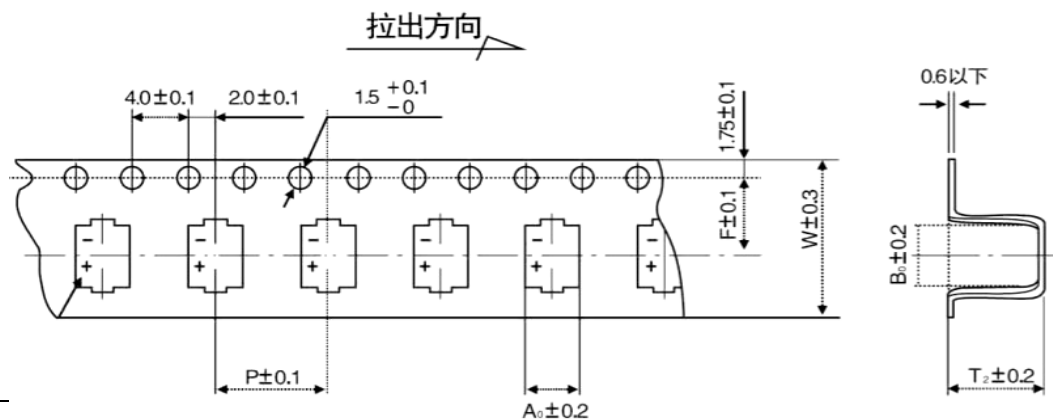 拉出方向
4.0±0.1
2.0±0.1
1.5 +0.1 −0
1.75±0.1
0.6以下
F±0.1
W±0.3
B₀±0.2
- - - - - -
+ + + + + +
P±0.1
A₀±0.2
T₂±0.2